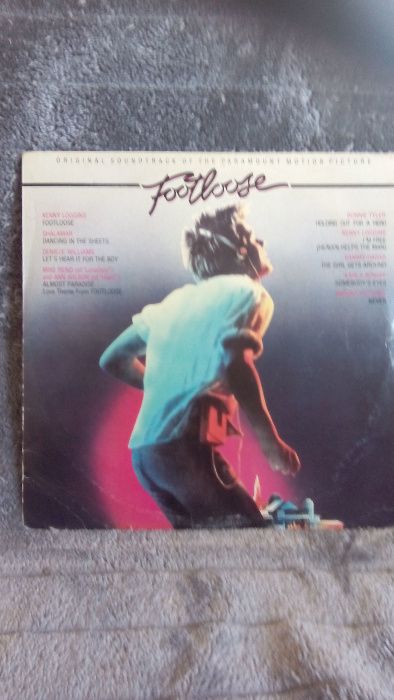 ORIGINAL SOUNDTRACK OF THE PARAMOUNT MOTION PICTURE
Footloose
KENNY LOGGINS
FOOTLOOSE
SHALAMAR
DANCING IN THE SHEETS
DENIECE WILLIAMS
LET'S HEAR IT FOR THE BOY
MIKE RENO (of "Loverboy")
and ANN WILSON (of "Heart")
ALMOST PARADISE
Love Theme From FOOTLOOSE
BONNIE TYLER
HOLDING OUT FOR A HERO
KENNY LOGGINS
I'M FREE
(HEAVEN HELPS THE MAN)
SAMMY HAGAR
THE GIRL GETS AROUND
KARLA BONOFF
SOMEBODY'S EYES
MOVING PICTURES
NEVER